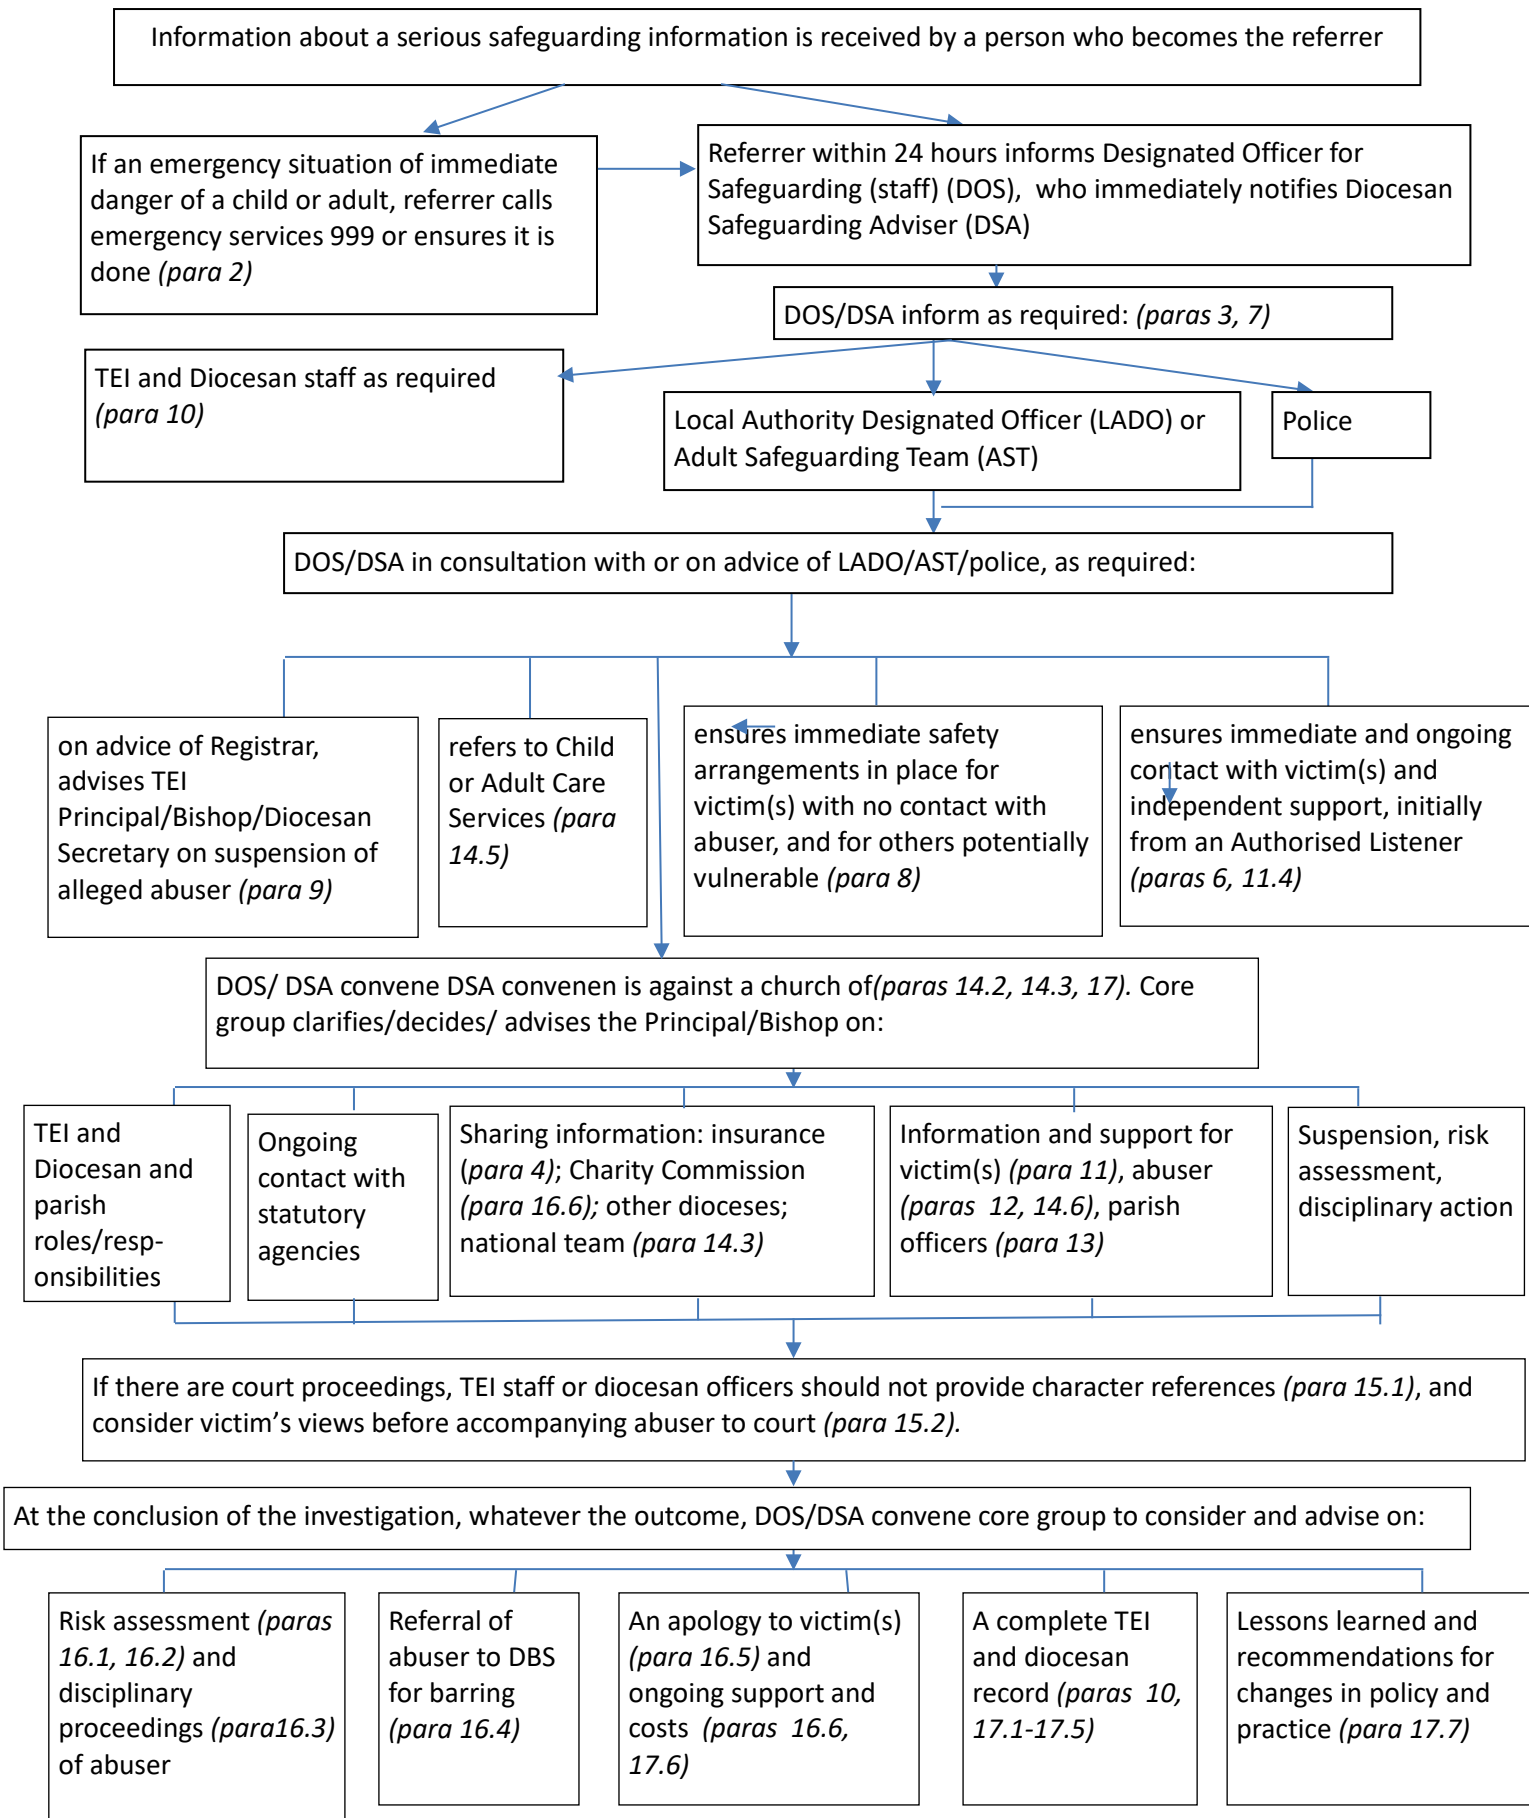 Information about a serious safeguarding information is received by a person who becomes the referrer
If an emergency situation of immediate
danger of a child or adult, referrer calls
emergency services 999 or ensures it is
done (para 2)
Referrer within 24 hours informs Designated Officer for
Safeguarding (staff) (DOS),  who immediately notifies Diocesan
Safeguarding Adviser (DSA)
DOS/DSA inform as required: (paras 3, 7)
TEI and Diocesan staff as required
(para 10)
Local Authority Designated Officer (LADO) or
Adult Safeguarding Team (AST)
Police
DOS/DSA in consultation with or on advice of LADO/AST/police, as required:
on advice of Registrar,
advises TEI
Principal/Bishop/Diocesan
Secretary on suspension of
alleged abuser (para 9)
refers to Child
or Adult Care
Services (para
14.5)
ensures immediate safety
arrangements in place for
victim(s) with no contact with
abuser, and for others potentially
vulnerable (para 8)
ensures immediate and ongoing
contact with victim(s) and
independent support, initially
from an Authorised Listener
(paras 6, 11.4)
DOS/ DSA convene DSA convenen is against a church of(paras 14.2, 14.3, 17). Core
group clarifies/decides/ advises the Principal/Bishop on:
TEI and
Diocesan and
parish
roles/resp-
onsibilities
Ongoing
contact with
statutory
agencies
Sharing information: insurance
(para 4); Charity Commission
(para 16.6); other dioceses;
national team (para 14.3)
Information and support for
victim(s) (para 11), abuser
(paras  12, 14.6), parish
officers (para 13)
Suspension, risk
assessment,
disciplinary action
If there are court proceedings, TEI staff or diocesan officers should not provide character references (para 15.1), and
consider victim’s views before accompanying abuser to court (para 15.2).
At the conclusion of the investigation, whatever the outcome, DOS/DSA convene core group to consider and advise on:
Risk assessment (paras
16.1, 16.2) and
disciplinary
proceedings (para16.3)
of abuser
Referral of
abuser to DBS
for barring
(para 16.4)
An apology to victim(s)
(para 16.5) and
ongoing support and
costs  (paras  16.6,
17.6)
A complete TEI
and diocesan
record (paras  10,
17.1-17.5)
Lessons learned and
recommendations for
changes in policy and
practice (para 17.7)